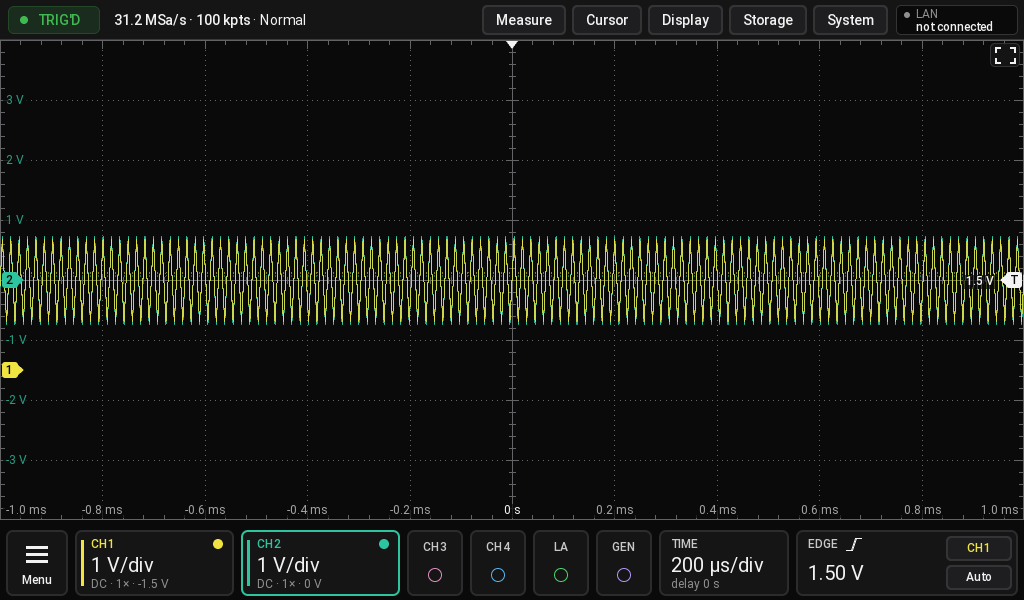 TRIG'D 31.2 MSa/s · 100 kpts · Normal Measure Cursor Display Storage System LAN
not connected
3 V
2 V
1 V
2 1.5 V T
-1 V
1
-2 V
-3 V
-1.0 ms -0.8 ms -0.6 ms -0.4 ms -0.2 ms 0 s 0.2 ms 0.4 ms 0.6 ms 0.8 ms 1.0 ms
Menu
CH1
1 V/div
DC · 1× · -1.5 V
CH2
1 V/div
DC · 1× · 0 V
CH3
CH4
LA
GEN
TIME
200 µs/div
delay 0 s
EDGE
1.50 V
CH1
Auto